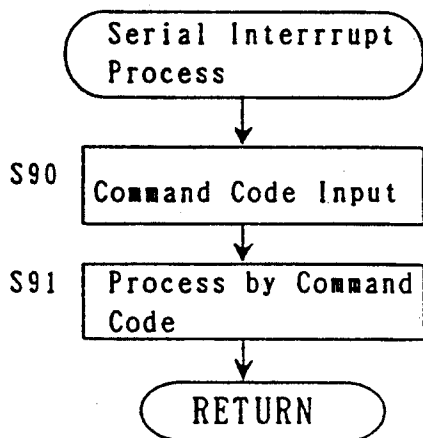 Serial Interrrupt
Process
S90
Command Code Input
S91
Process by Command
Code
RETURN